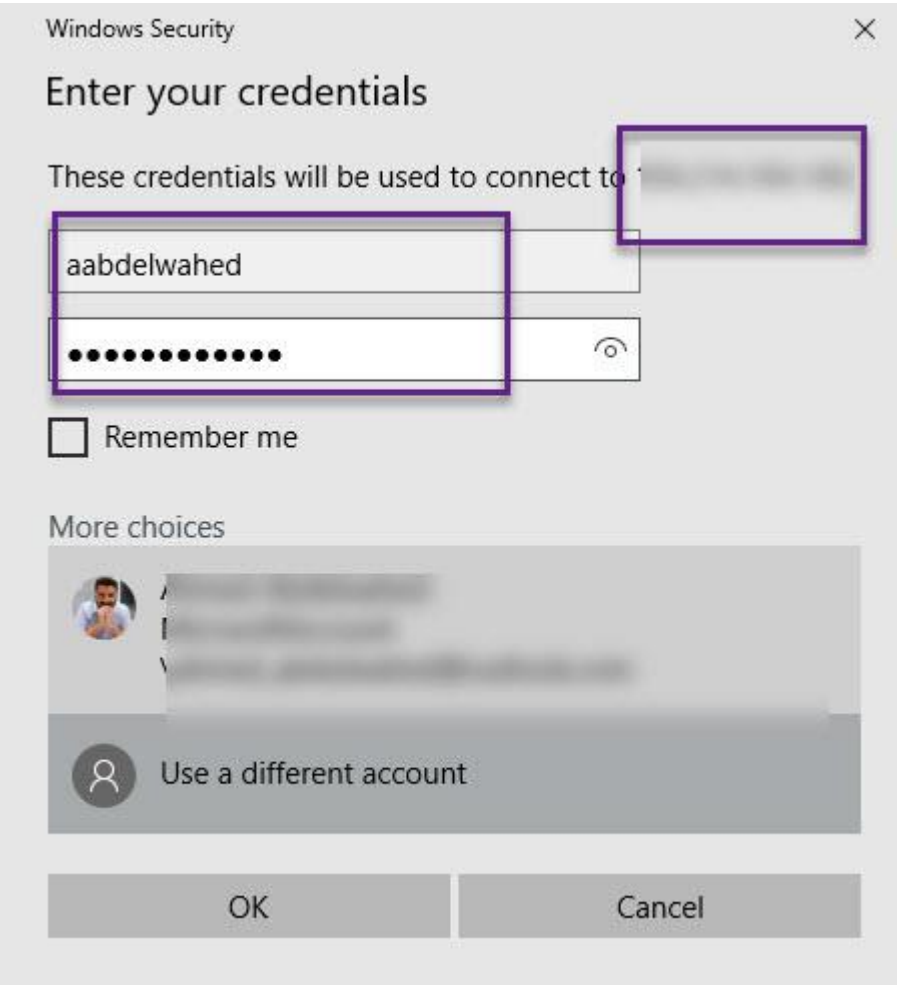 Windows Security
Enter your credentials
These credentials will be used to connect to
aabdelwahed
●●●●●●●●●●●●
Remember me
More choices
Use a different account
OK
Cancel